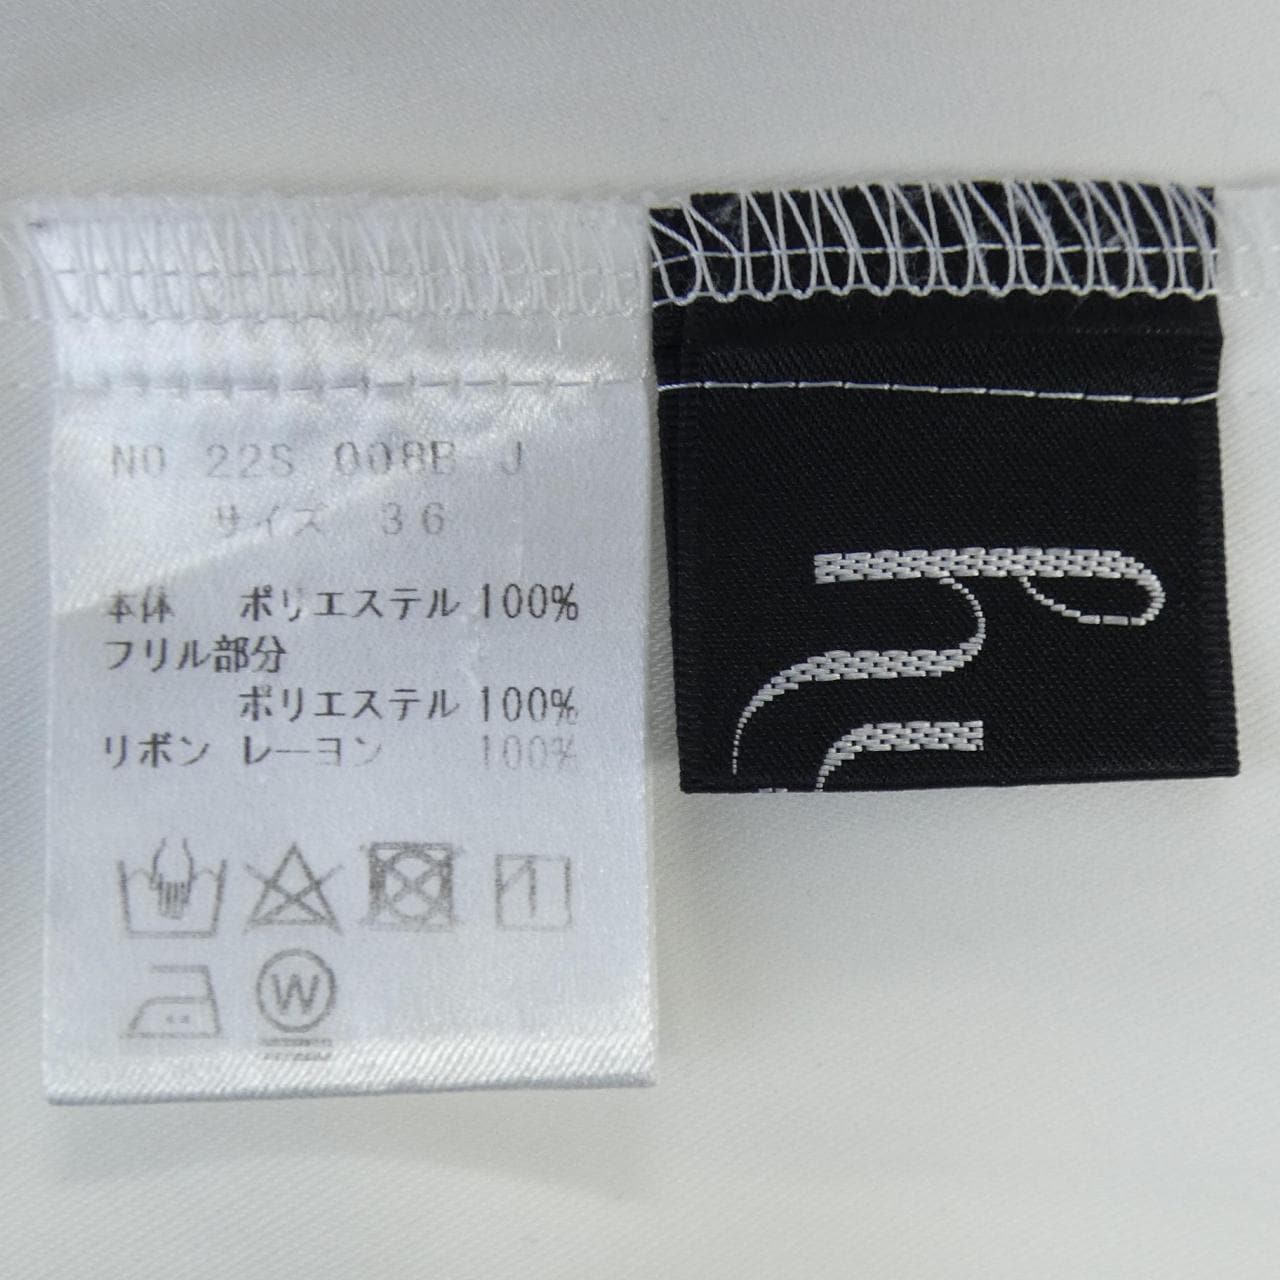 NO 22S 008B J
サイズ 36
本体 ポリエステル 100%
フリル部分
ポリエステル 100%
リボン レーヨン 100%
W